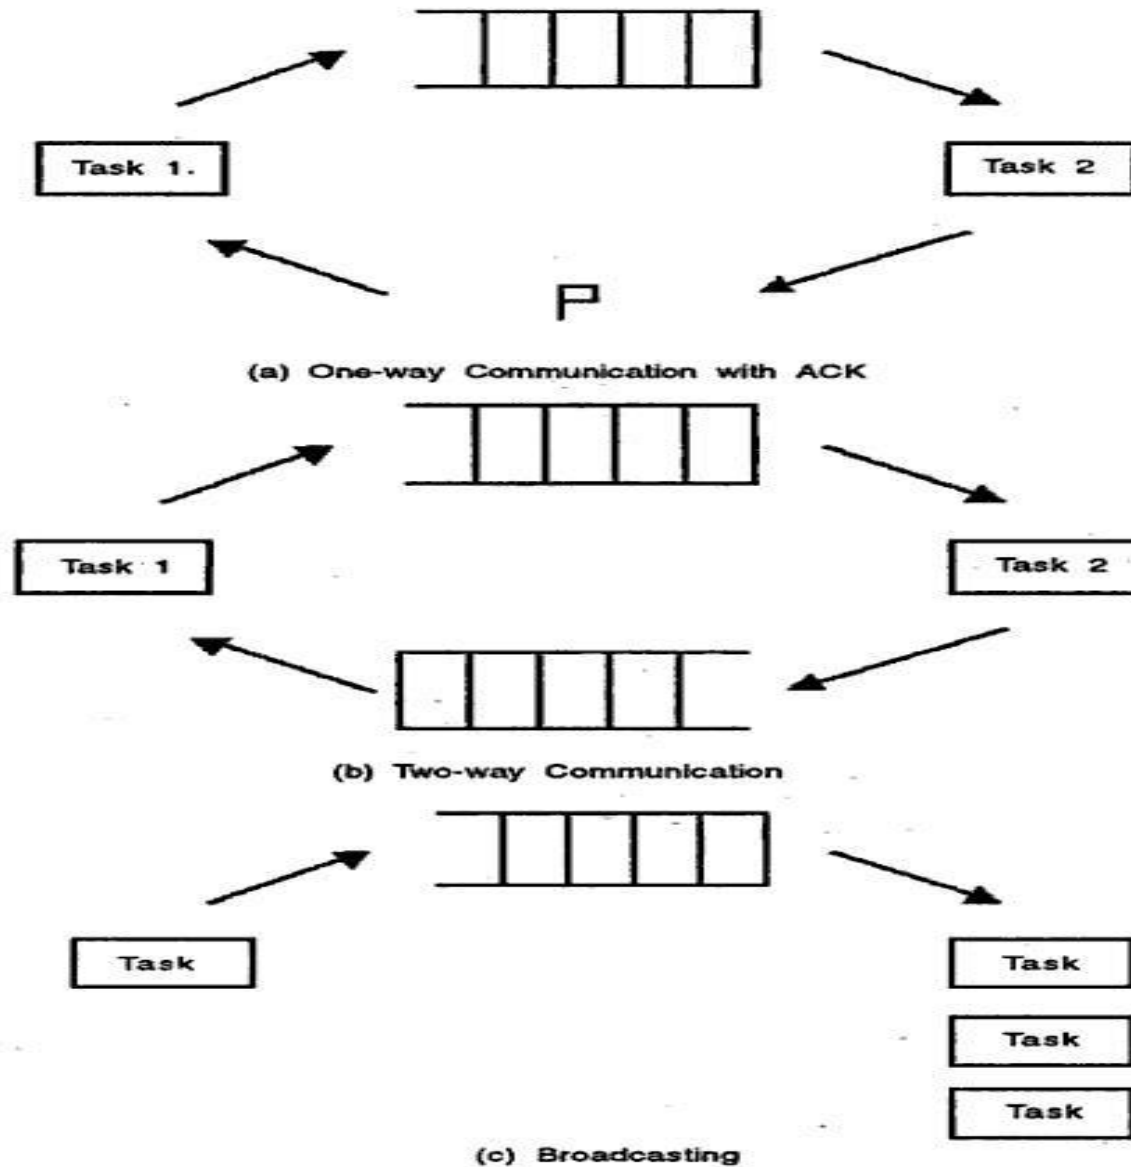 Task 1.
Task 2
(a) One-way Communication with ACK
Task 1
Task 2
(b) Two-way Communication
Task
Task
Task
Task
(c) Broadcasting